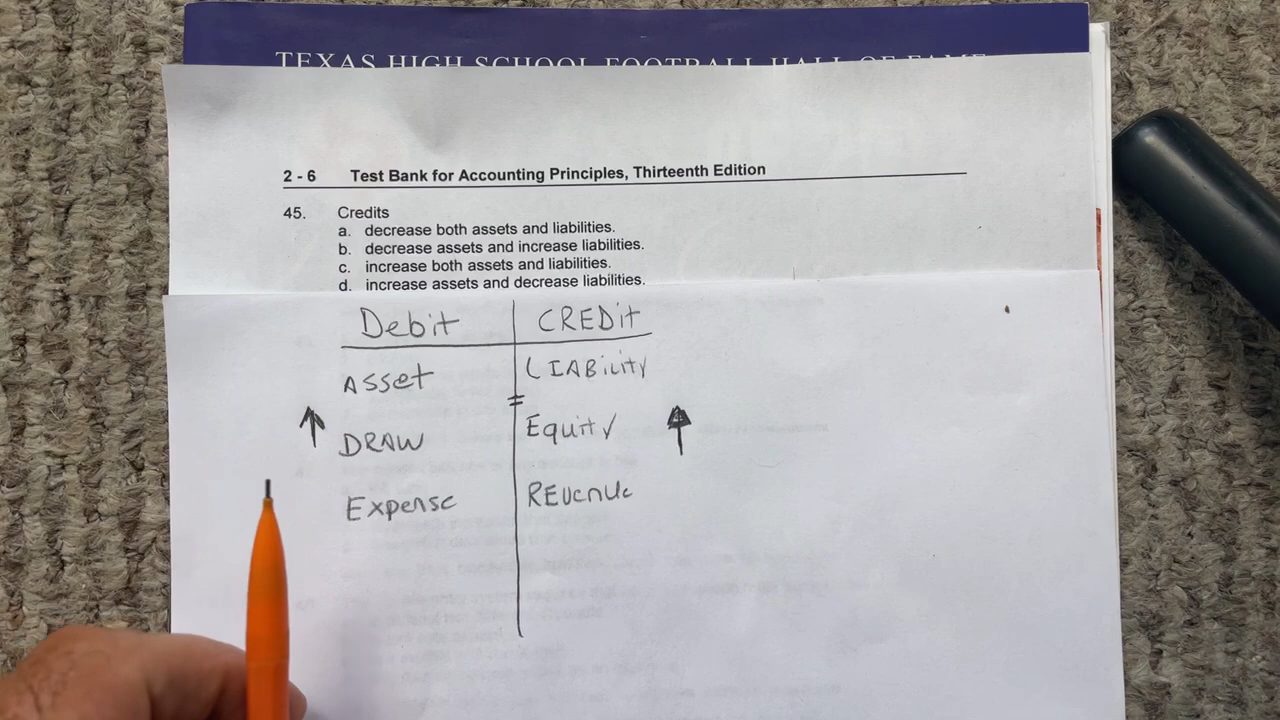 TEXAS HIGH SCHOOL FOOTBALL HALL OF FAME
2 - 6 Test Bank for Accounting Principles, Thirteenth Edition
45. Credits
a. decrease both assets and liabilities.
b. decrease assets and increase liabilities.
c. increase both assets and liabilities.
d. increase assets and decrease liabilities.
Debit CREDit
Asset LIABiLity
DRAW Equity
Expense REVenue